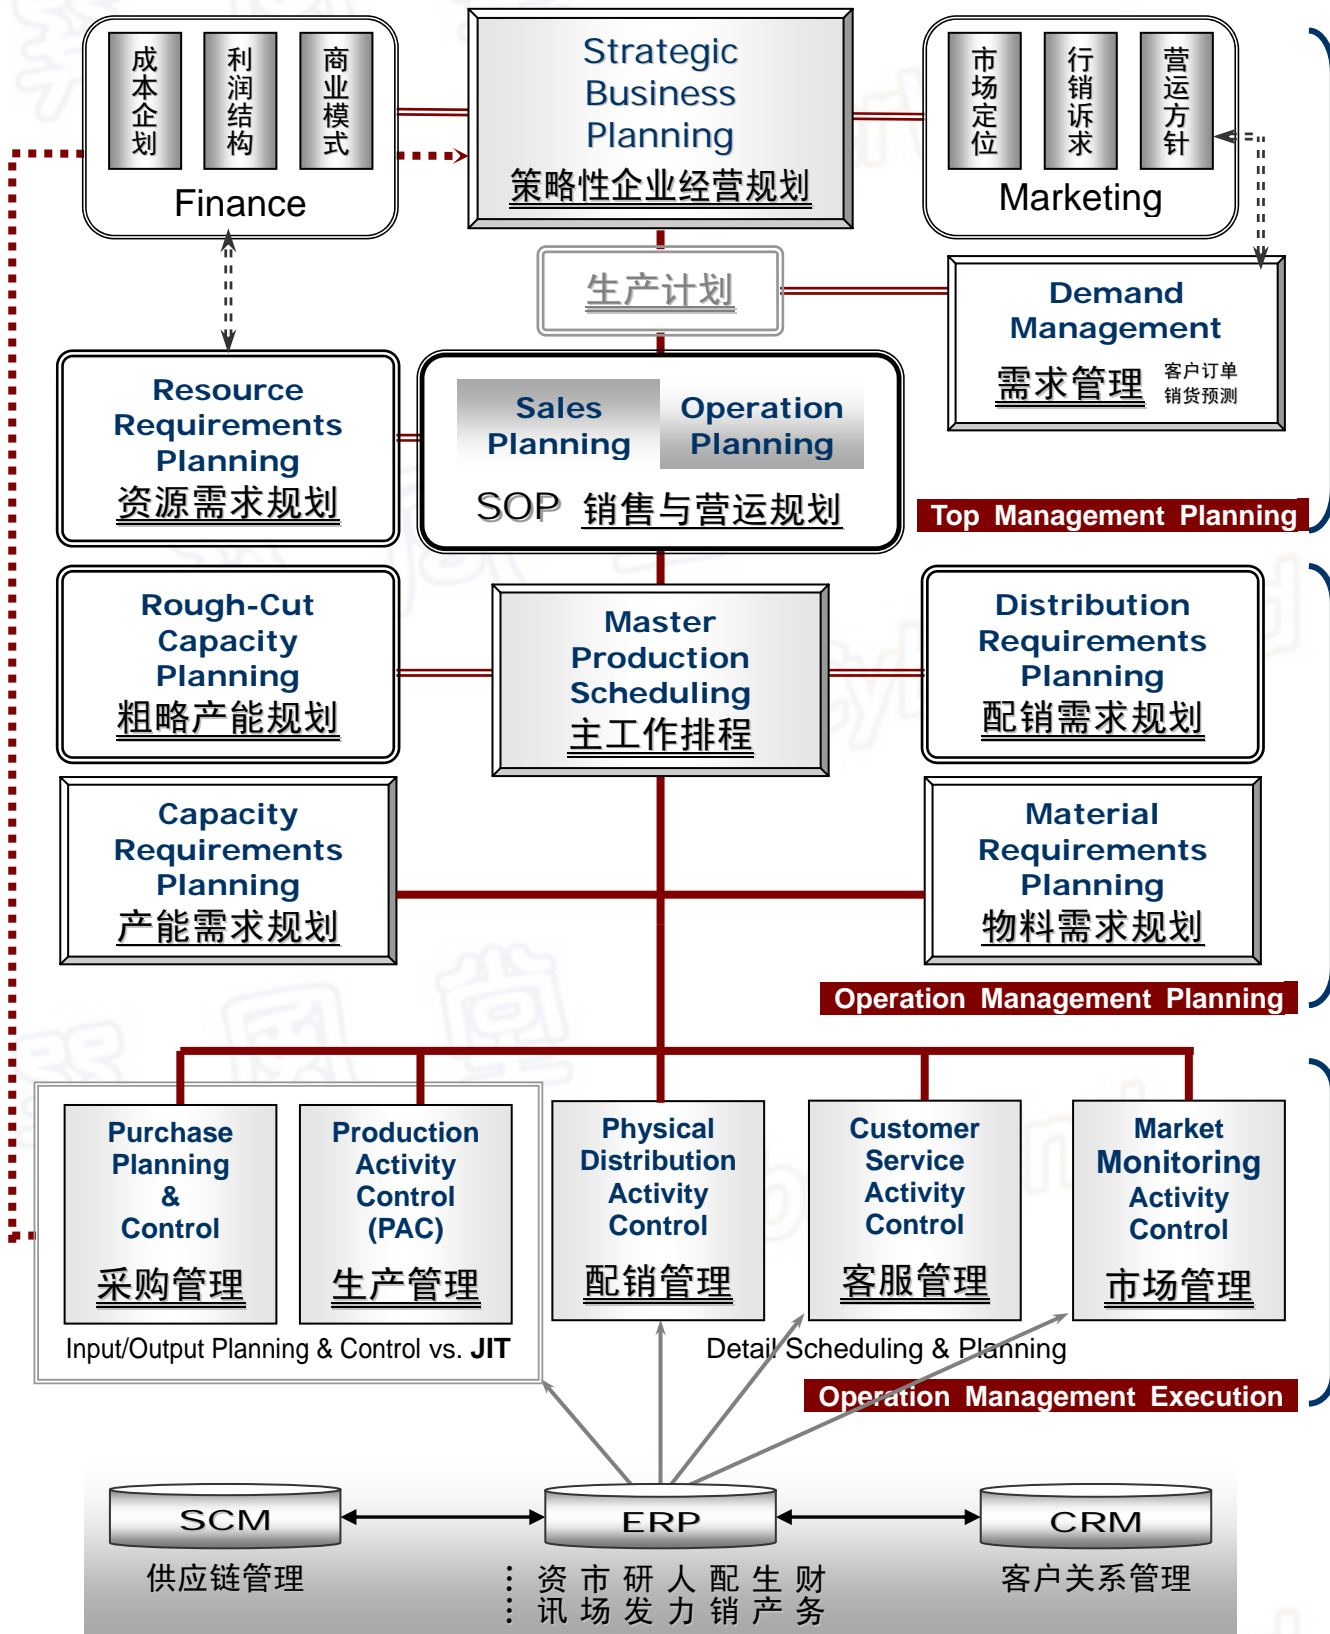 成本企划
利润结构
商业模式
Finance
Strategic
Business
Planning
策略性企业经营规划
市场定位
行销诉求
营运方针
Marketing
生产计划
Demand
Management
需求管理
客户订单
销货预测
Resource
Requirements
Planning
资源需求规划
Sales
Planning
Operation
Planning
SOP 销售与营运规划
Top Management Planning
Rough-Cut
Capacity
Planning
粗略产能规划
Master
Production
Scheduling
主工作排程
Distribution
Requirements
Planning
配销需求规划
Capacity
Requirements
Planning
产能需求规划
Material
Requirements
Planning
物料需求规划
Operation Management Planning
Purchase
Planning
&
Control
采购管理
Production
Activity
Control
(PAC)
生产管理
Physical
Distribution
Activity
Control
配销管理
Customer
Service
Activity
Control
客服管理
Market
Monitoring
Activity
Control
市场管理
Input/Output Planning & Control vs. JIT
Detail Scheduling & Planning
Operation Management Execution
SCM
供应链管理
ERP
⋮ 资 市 研 人 配 生 财
⋮ 讯 场 发 力 销 产 务
CRM
客户关系管理